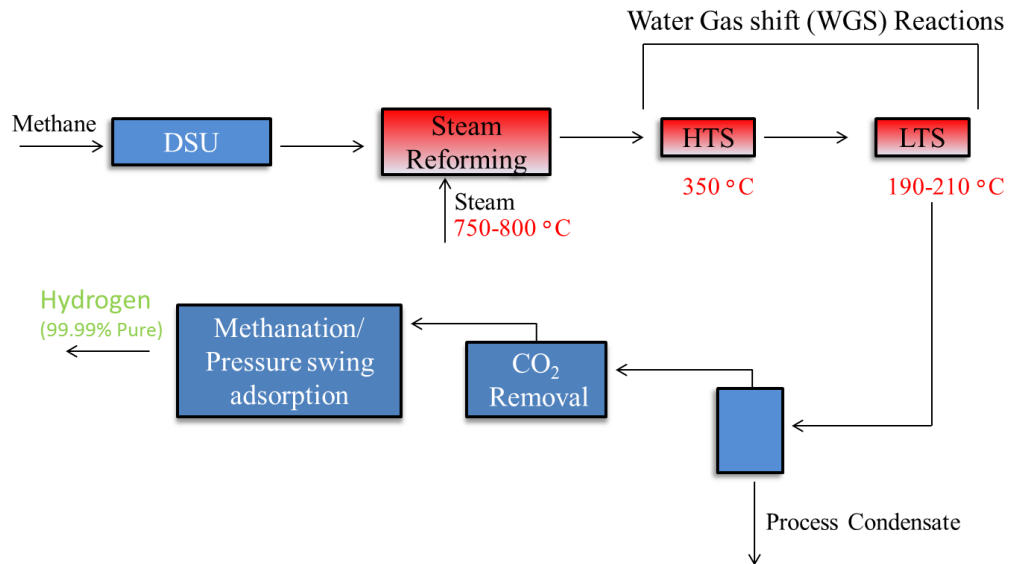 Water Gas shift (WGS) Reactions
Methane
DSU
Steam
Reforming
HTS
LTS
Steam
750-800 °C
350 °C
190-210 °C
Hydrogen
(99.99% Pure)
Methanation/
Pressure swing
adsorption
CO₂
Removal
Process Condensate